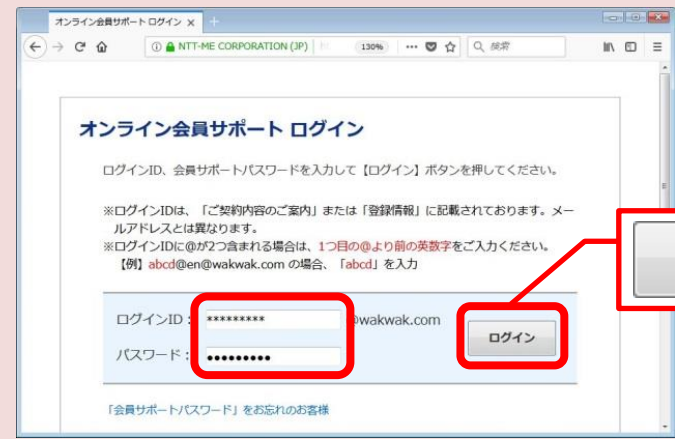 オンライン会員サポート ログイン
NTT-ME CORPORATION (JP)
130%
検索
オンライン会員サポート ログイン
ログインID、会員サポートパスワードを入力して【ログイン】ボタンを押してください。
※ログインIDは、「ご契約内容のご案内」または「登録情報」に記載されております。メー
ルアドレスとは異なります。
※ログインIDに@が2つ含まれる場合は、1つ目の@より前の英数字をご入力ください。
【例】abcd@en@wakwak.com の場合、「abcd」を入力
ログインID： ********* @wakwak.com
ログイン
パスワード： ●●●●●●●●●
「会員サポートパスワード」をお忘れのお客様